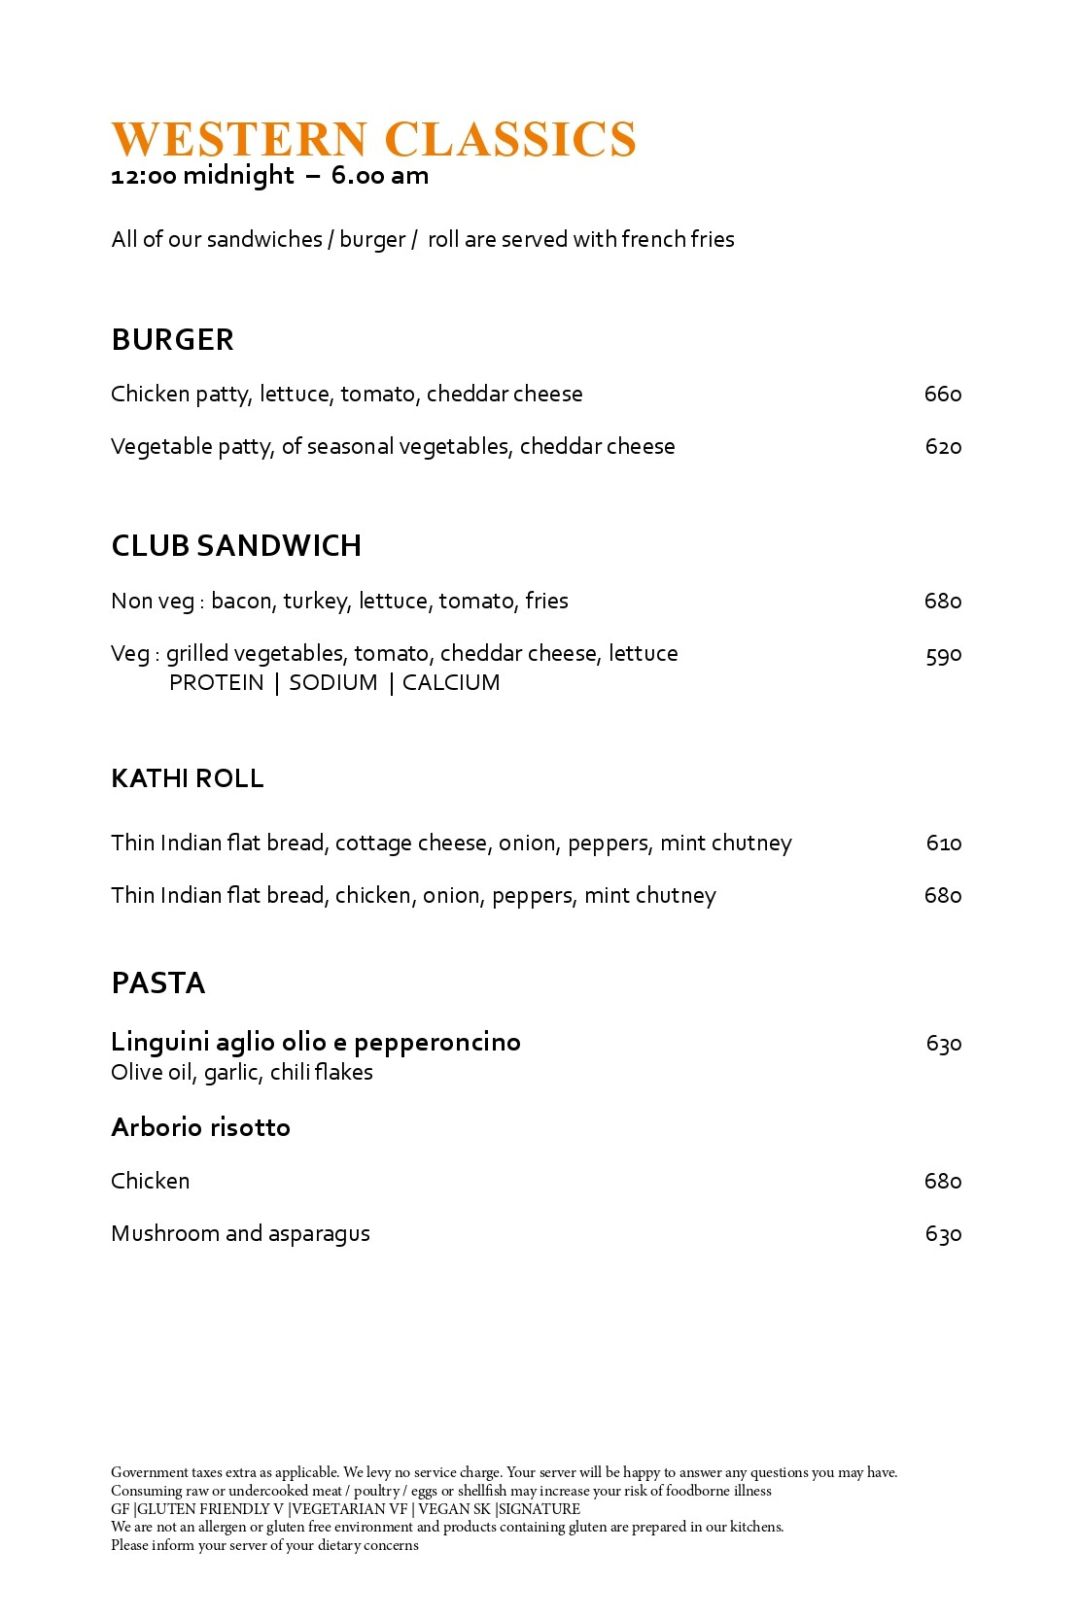 WESTERN CLASSICS
12:00 midnight – 6.00 am
All of our sandwiches / burger / roll are served with french fries
BURGER
Chicken patty, lettuce, tomato, cheddar cheese 660
Vegetable patty, of seasonal vegetables, cheddar cheese 620
CLUB SANDWICH
Non veg : bacon, turkey, lettuce, tomato, fries 680
Veg : grilled vegetables, tomato, cheddar cheese, lettuce 590
PROTEIN | SODIUM | CALCIUM
KATHI ROLL
Thin Indian flat bread, cottage cheese, onion, peppers, mint chutney 610
Thin Indian flat bread, chicken, onion, peppers, mint chutney 680
PASTA
Linguini aglio olio e pepperoncino 630
Olive oil, garlic, chili flakes
Arborio risotto
Chicken 680
Mushroom and asparagus 630
Government taxes extra as applicable. We levy no service charge. Your server will be happy to answer any questions you may have.
Consuming raw or undercooked meat / poultry / eggs or shellfish may increase your risk of foodborne illness
GF |GLUTEN FRIENDLY V |VEGETARIAN VF | VEGAN SK |SIGNATURE
We are not an allergen or gluten free environment and products containing gluten are prepared in our kitchens.
Please inform your server of your dietary concerns